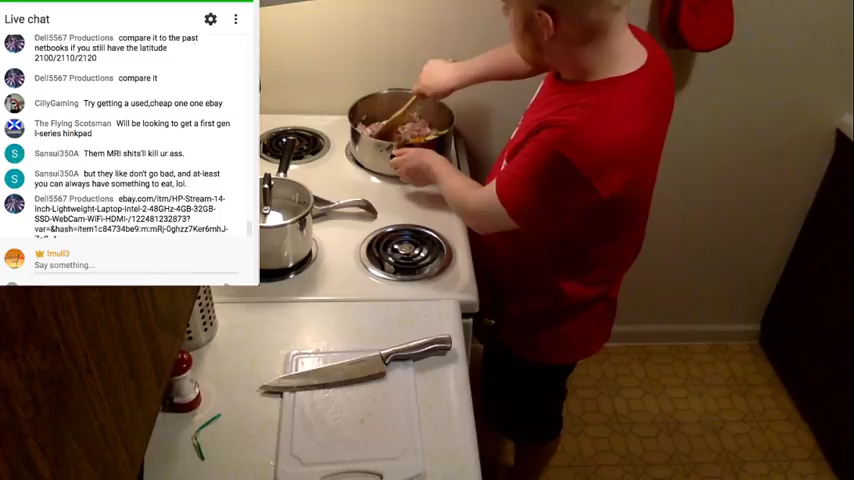 Live chat
Deli5567 Productions compare it to the past
netbooks if you still have the latitude
2100/2110/2120
Deli5567 Productions compare it
CillyGaming Try getting a used,cheap one one ebay
The Flying Scotsman Will be looking to get a first gen
I-series hinkpad
S Sansui350A Them MRI shits'll kill ur ass.
S Sansui350A but they like don't go bad, and at-least
you can always have something to eat, lol.
Deli5567 Productions ebay.com/itm/HP-Stream-14-
inch-Lightweight-Laptop-Intel-2-48GHz-4GB-32GB-
SSD-WebCam-WiFi-HDMI-/122481232873?
var=&hash=item1c84734be9:m:mRj-0ghzz7Ker6mhJ-
lmull3
Say something...